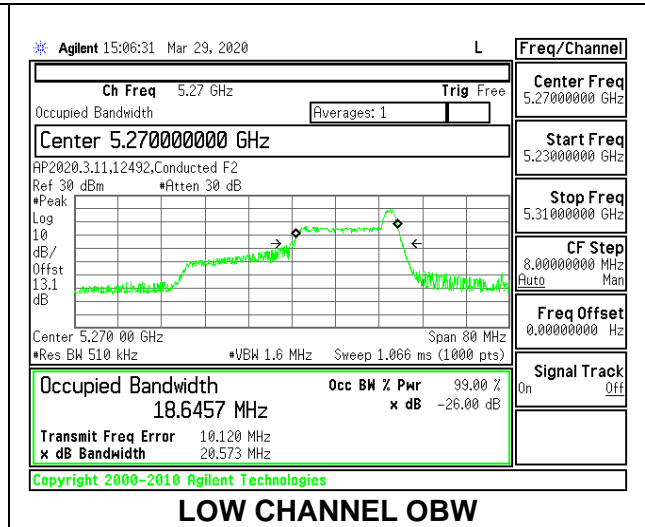 Agilent 15:06:31 Mar 29, 2020 L
Freq/Channel
Ch Freq 5.27 GHz Trig Free
Occupied Bandwidth Averages: 1
Center 5.270000000 GHz
AP2020.3.11,12492,Conducted F2
Ref 30 dBm #Atten 30 dB
#Peak
Log
10
dB/
Offst
13.1
dB
Center 5.270 00 GHz Span 80 MHz
#Res BW 510 kHz #VBW 1.6 MHz Sweep 1.066 ms (1000 pts)
Occupied Bandwidth Occ BW % Pwr 99.00 %
18.6457 MHz x dB -26.00 dB
Transmit Freq Error 10.120 MHz
x dB Bandwidth 20.573 MHz
Copyright 2000-2010 Agilent Technologies
Center Freq
5.27000000 GHz
Start Freq
5.23000000 GHz
Stop Freq
5.31000000 GHz
CF Step
8.00000000 MHz
Auto Man
Freq Offset
0.00000000 Hz
Signal Track
On Off
LOW CHANNEL OBW